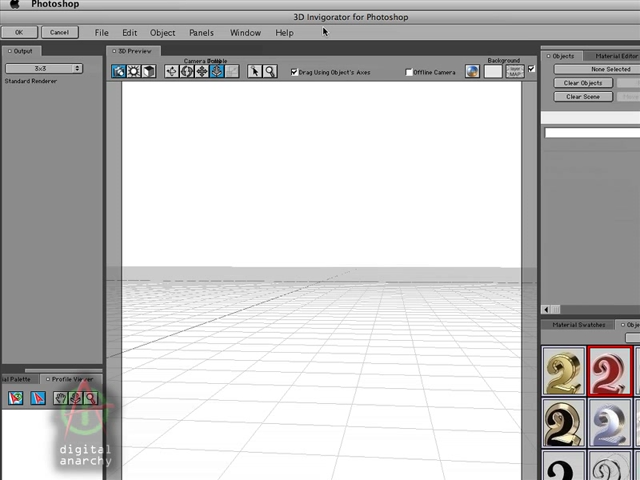 Photoshop
3D Invigorator for Photoshop
OK Cancel File Edit Object Panels Window Help
Output 3D Preview Objects Material Editor
3x3
Standard Renderer
Background
Drag Using Object's Axes Offline Camera
None Selected
Clear Objects
Clear Scene
Material Swatches
Profile Viewer
digital
anarchy